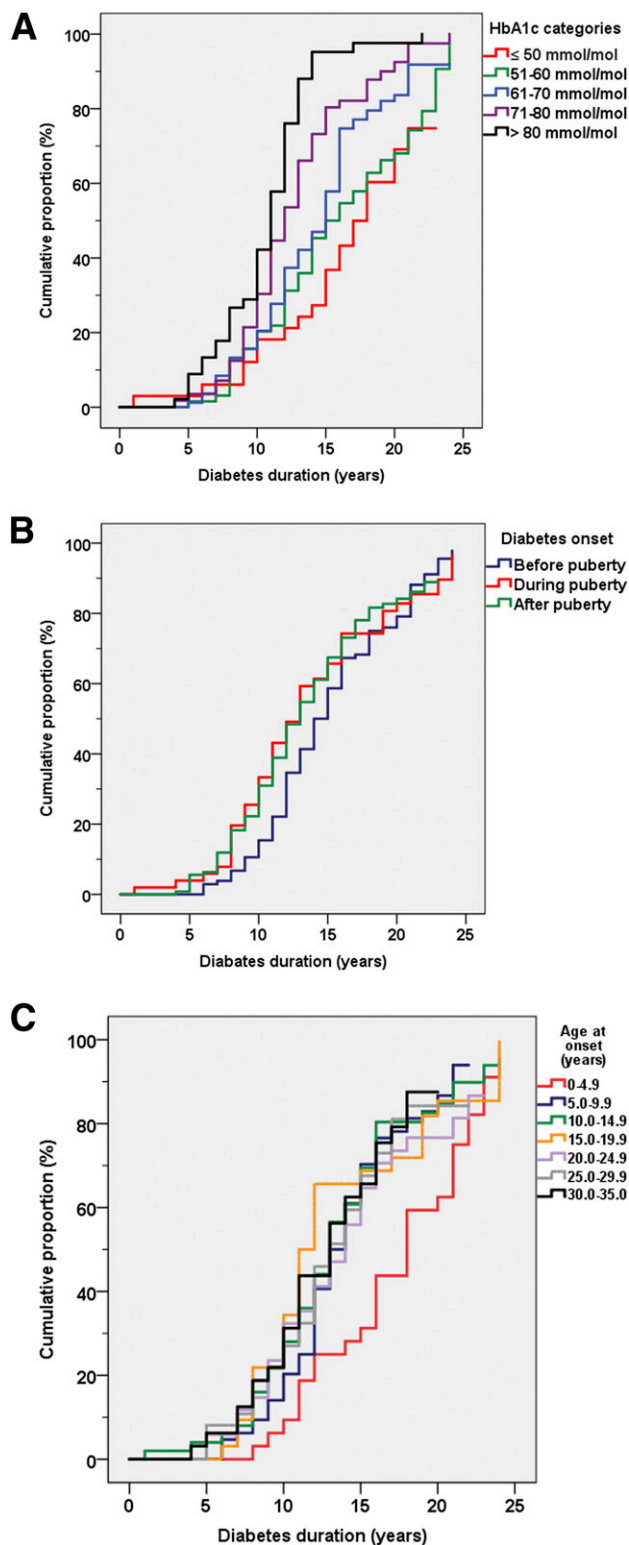 A
HbA1c categories
≤ 50 mmol/mol
51-60 mmol/mol
61-70 mmol/mol
71-80 mmol/mol
> 80 mmol/mol
Cumulative proportion (%)
100
80
60
40
20
0
0 5 10 15 20 25
Diabetes duration (years)
B
Diabetes onset
Before puberty
During puberty
After puberty
Cumulative proportion (%)
100
80
60
40
20
0
0 5 10 15 20 25
Diabates duration (years)
C
Age at
onset
(years)
0-4.9
5.0-9.9
10.0-14.9
15.0-19.9
20.0-24.9
25.0-29.9
30.0-35.0
Cumulative proportion (%)
100
80
60
40
20
0
0 5 10 15 20 25
Diabetes duration (years)